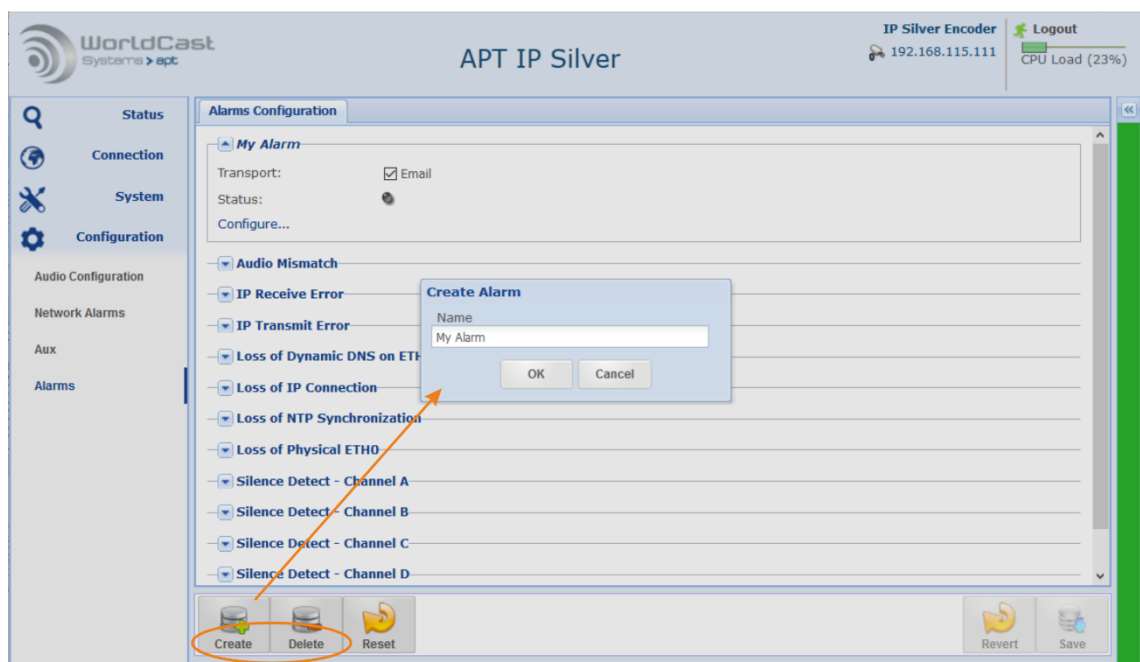 WorldCast
Systems > apt
APT IP Silver
IP Silver Encoder
192.168.115.111
Logout
CPU Load (23%)
Status
Connection
System
Configuration
Audio Configuration
Network Alarms
Aux
Alarms
Alarms Configuration
My Alarm
Transport:
Email
Status:
Configure...
Audio Mismatch
IP Receive Error
IP Transmit Error
Loss of Dynamic DNS on
Loss of IP Connection
Loss of NTP Synchronization
Loss of Physical ETH0
Silence Detect - Channel A
Silence Detect - Channel B
Silence Detect - Channel C
Silence Detect - Channel D
Create Alarm
Name
My Alarm
OK
Cancel
Create
Delete
Reset
Revert
Save